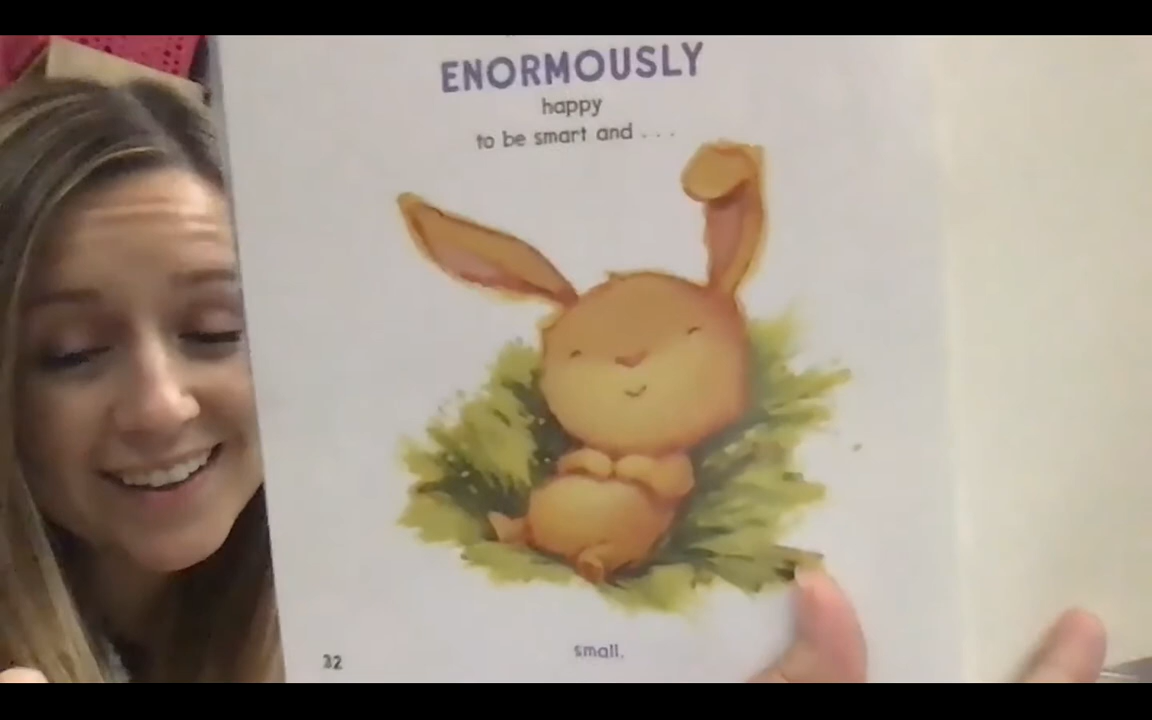 ENORMOUSLY
happy
to be smart and . . .
small.
32